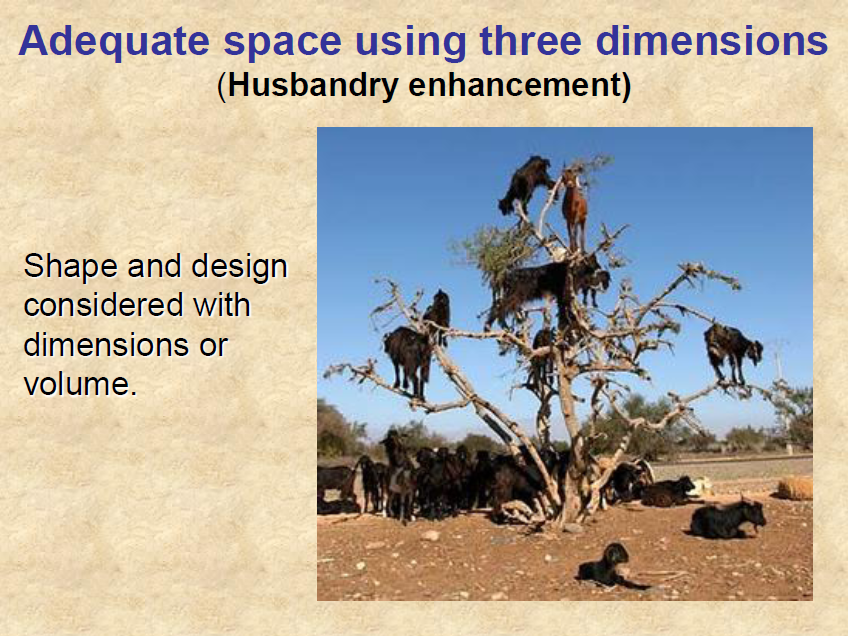 Adequate space using three dimensions
(Husbandry enhancement)
Shape and design
considered with
dimensions or
volume.